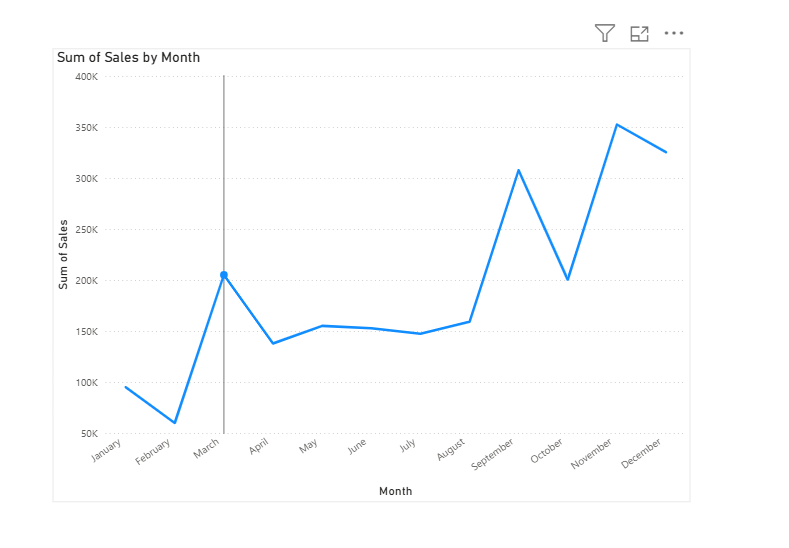 Sum of Sales by Month
400K
350K
300K
250K
200K
150K
100K
50K
Sum of Sales
January
February
March
April
May
June
July
August
September
October
November
December
Month